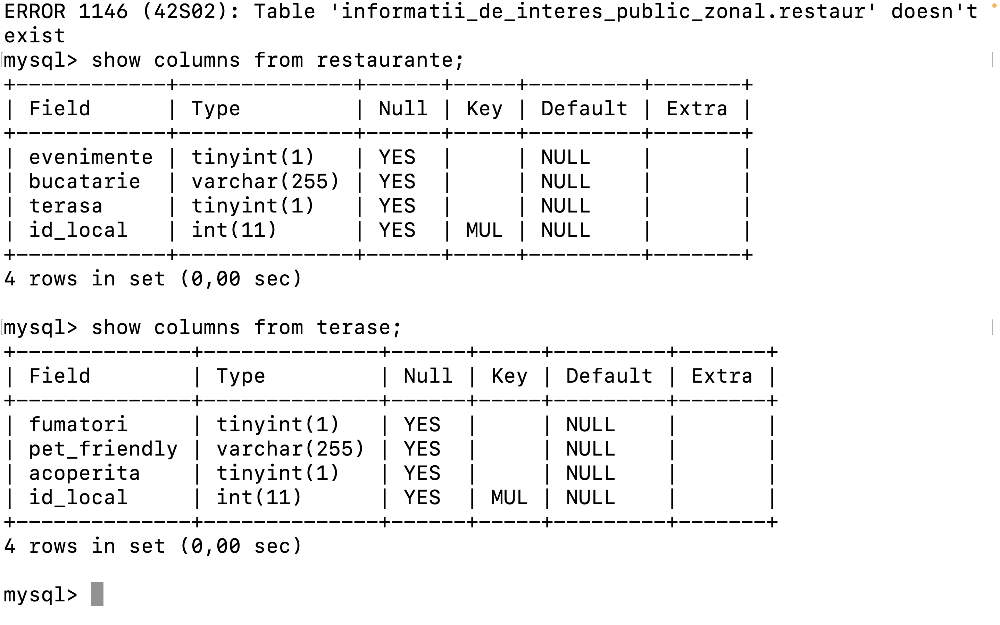 ERROR 1146 (42S02): Table 'informatii_de_interes_public_zonal.restaur' doesn't
exist
mysql> show columns from restaurante;
+-------------+--------------+------+-----+---------+-------+
| Field       | Type         | Null | Key | Default | Extra |
+-------------+--------------+------+-----+---------+-------+
| evenimente | tinyint(1)   | YES  |     | NULL    |       |
| bucatarie  | varchar(255) | YES  |     | NULL    |       |
| terasa     | tinyint(1)   | YES  |     | NULL    |       |
| id_local   | int(11)      | YES  | MUL | NULL    |       |
+------------+--------------+------+-----+---------+-------+
4 rows in set (0,00 sec)
mysql> show columns from terase;
+--------------+--------------+------+-----+---------+-------+
| Field        | Type         | Null | Key | Default | Extra |
+--------------+--------------+------+-----+---------+-------+
| fumatori     | tinyint(1)   | YES  |     | NULL    |       |
| pet_friendly | varchar(255) | YES  |     | NULL    |       |
| acoperita    | tinyint(1)   | YES  |     | NULL    |       |
| id_local     | int(11)      | YES  | MUL | NULL    |       |
+--------------+--------------+------+-----+---------+-------+
4 rows in set (0,00 sec)
mysql>